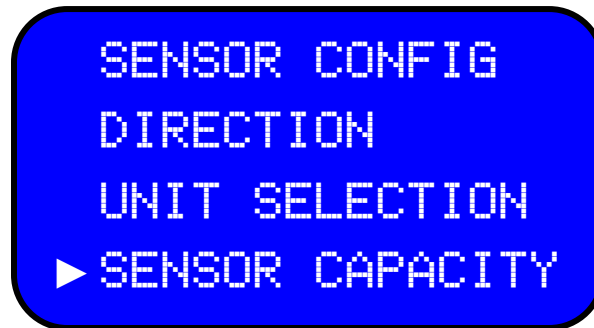 SENSOR CONFIG
DIRECTION
UNIT SELECTION
►SENSOR CAPACITY